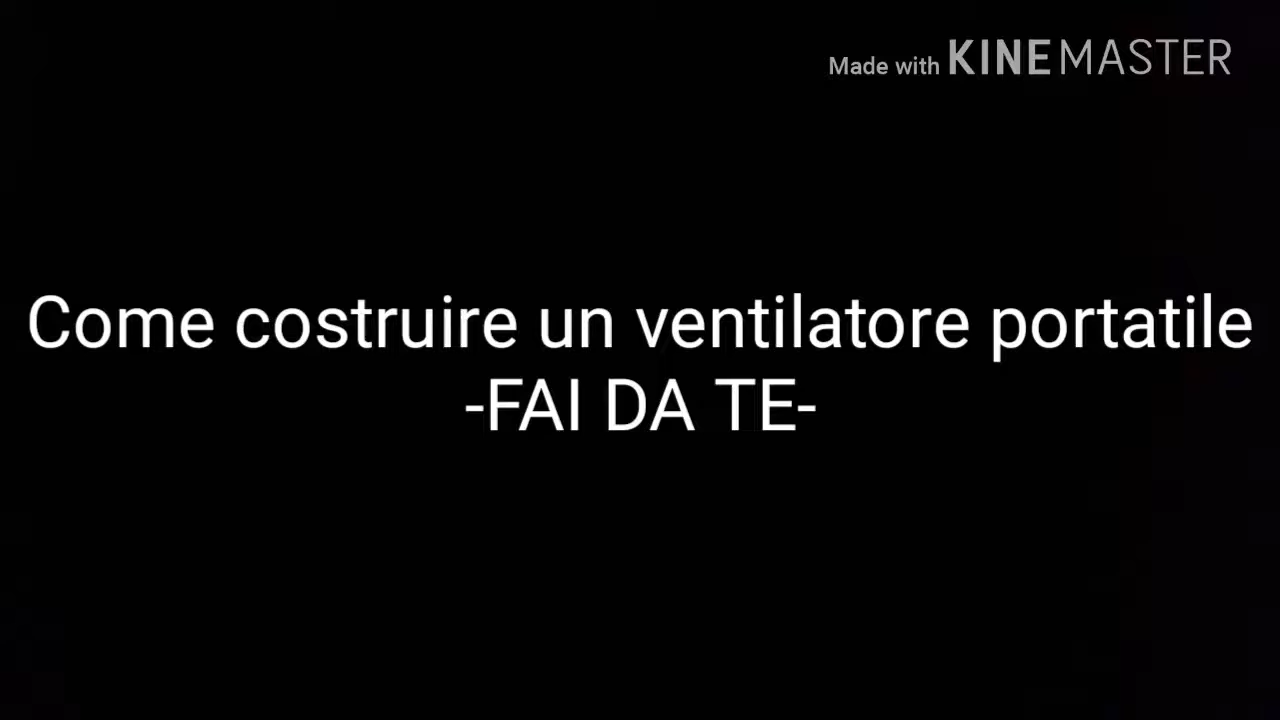 Made with KINEMASTER
Come costruire un ventilatore portatile
-FAI DA TE-